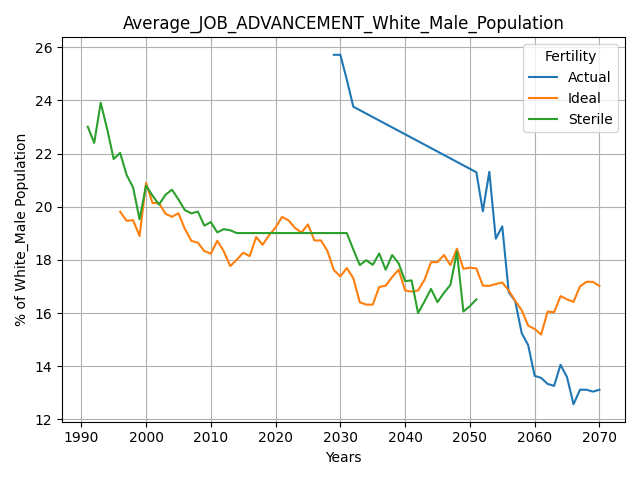 Average_JOB_ADVANCEMENT_White_Male_Population
% of White_Male Population
26
24
22
20
18
16
14
12
1990
2000
2010
2020
2030
2040
2050
2060
2070
Years
Fertility
Actual
Ideal
Sterile